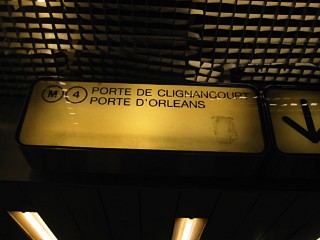 M 4 PORTE DE CLIGNANCOURT
PORTE D'ORLEANS